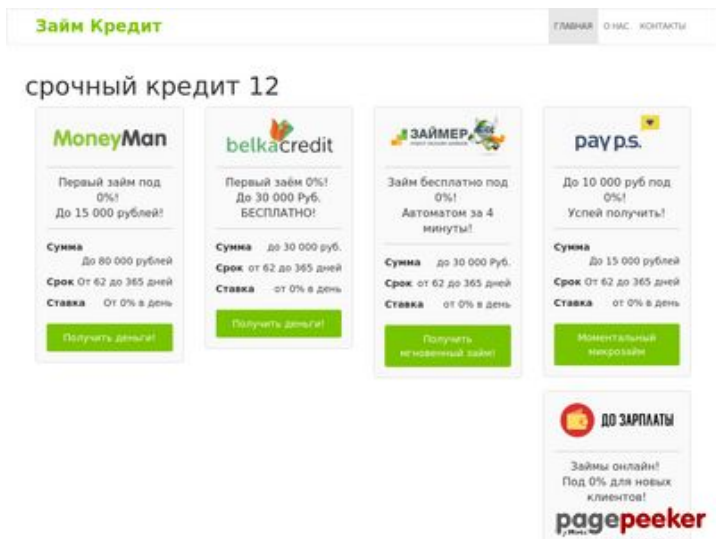 Займ Кредит
ГЛАВНАЯ О НАС. КОНТАКТЫ
срочный кредит 12
MoneyMan
Первый займ под
0%!
До 15 000 рублей!
Сумма
До 80 000 рублей
Срок От 62 до 365 дней
Ставка От 0% в день
Получить деньги!
belkacredit
Первый заём 0%!
До 30 000 Руб.
БЕСПЛАТНО!
Сумма до 30 000 руб.
Срок от 62 до 365 дней
Ставка от 0% в день
Получить деньги!
ЗАЙМЕР
Займ бесплатно под
0%!
Автоматом за 4
минуты!
Сумма до 30 000 Руб.
Срок от 62 до 365 дней
Ставка от 0% в день
Получить
мгновенный займ!
pay p.s.
До 10 000 руб под
0%!
Успей получить!
Сумма
До 15 000 рублей
Срок От 62 до 365 дней
Ставка от 0% в день
Моментальный
микрозайм
ДО ЗАРПЛАТЫ
Займы онлайн!
Под 0% для новых
клиентов!
pagepeeker